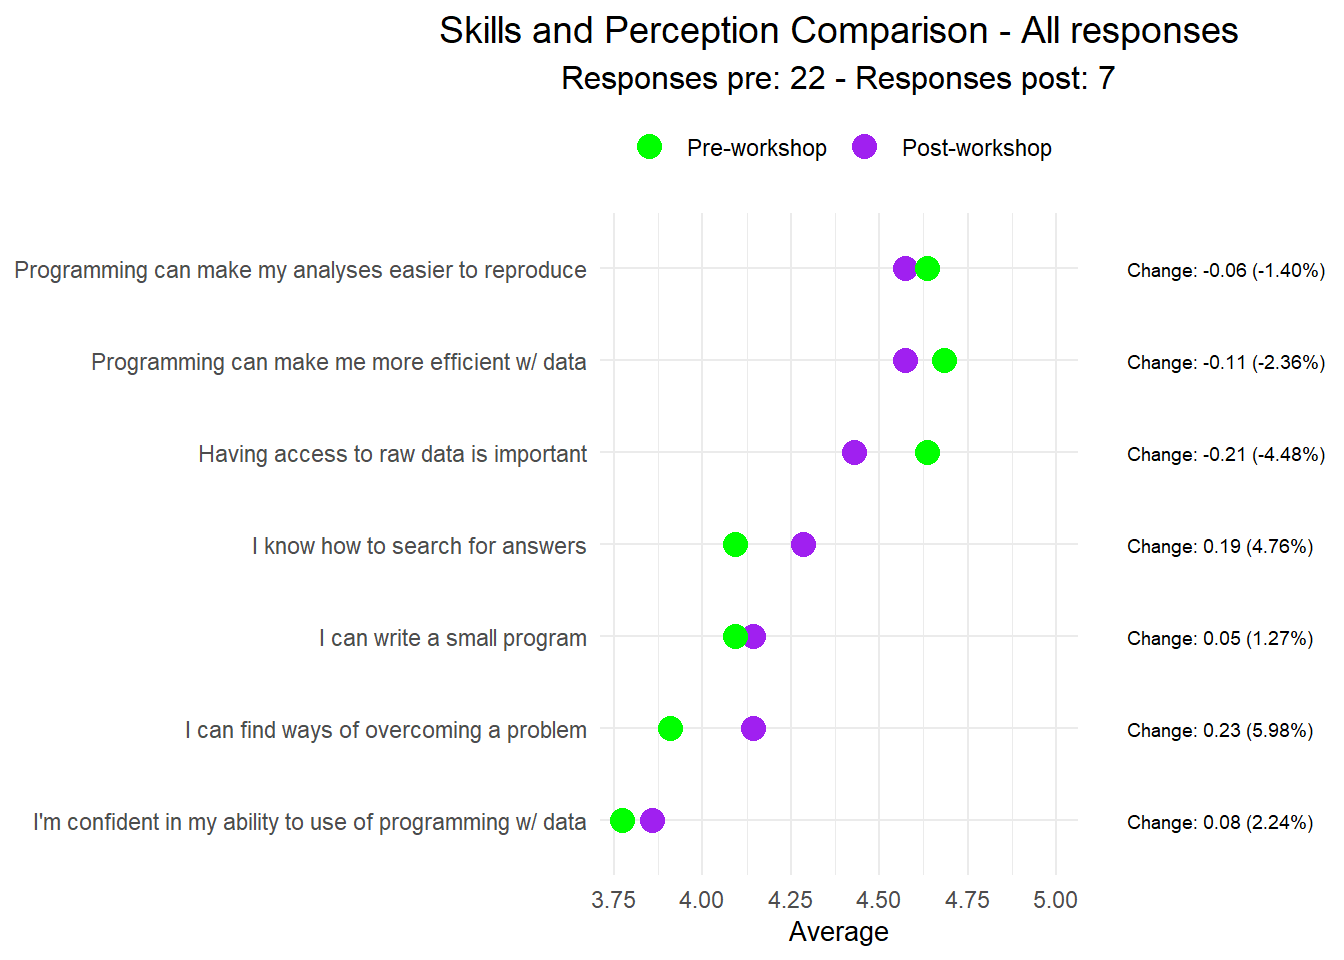 Skills and Perception Comparison - All responses
Responses pre: 22 - Responses post: 7
Pre-workshop
Post-workshop
Programming can make my analyses easier to reproduce
Change: -0.06 (-1.40%)
Programming can make me more efficient w/ data
Change: -0.11 (-2.36%)
Having access to raw data is important
Change: -0.21 (-4.48%)
I know how to search for answers
Change: 0.19 (4.76%)
I can write a small program
Change: 0.05 (1.27%)
I can find ways of overcoming a problem
Change: 0.23 (5.98%)
I'm confident in my ability to use of programming w/ data
Change: 0.08 (2.24%)
3.75 4.00 4.25 4.50 4.75 5.00
Average